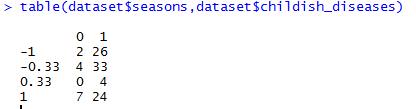 > table(dataset$seasons,dataset$childish_diseases)
0 1
-1 2 26
-0.33 4 33
0.33 0 4
1 7 24